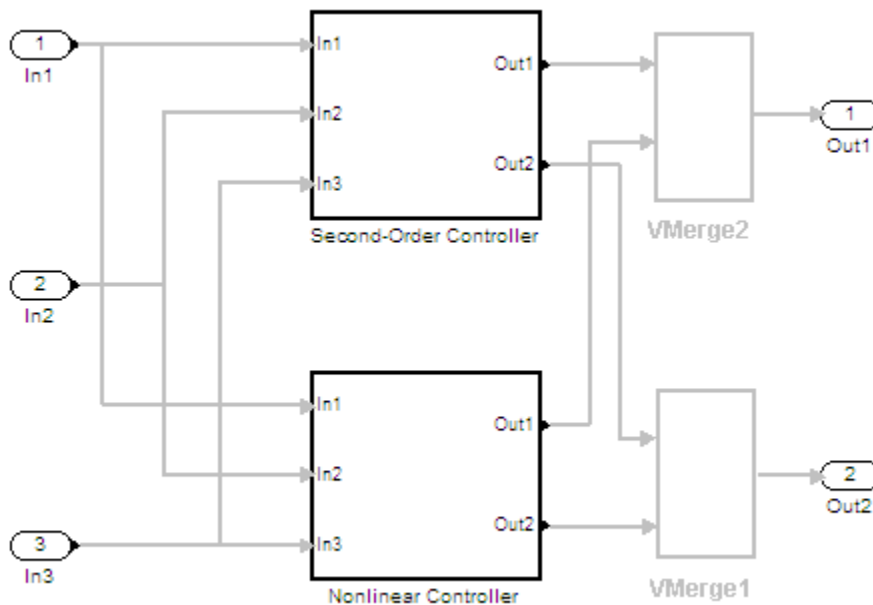 1
In1
In1
In2
In3
Out1
Out2
Second-Order Controller
VMerge2
1
Out1
2
In2
In1
In2
In3
Out1
Out2
Nonlinear Controller
VMerge1
2
Out2
3
In3